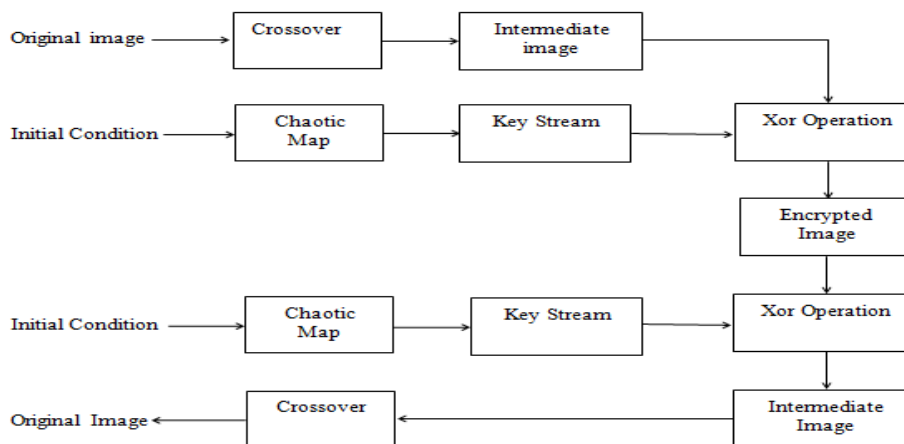 Original image
Crossover
Intermediate
image
Initial Condition
Chaotic
Map
Key Stream
Xor Operation
Encrypted
Image
Initial Condition
Chaotic
Map
Key Stream
Xor Operation
Original Image
Crossover
Intermediate
Image